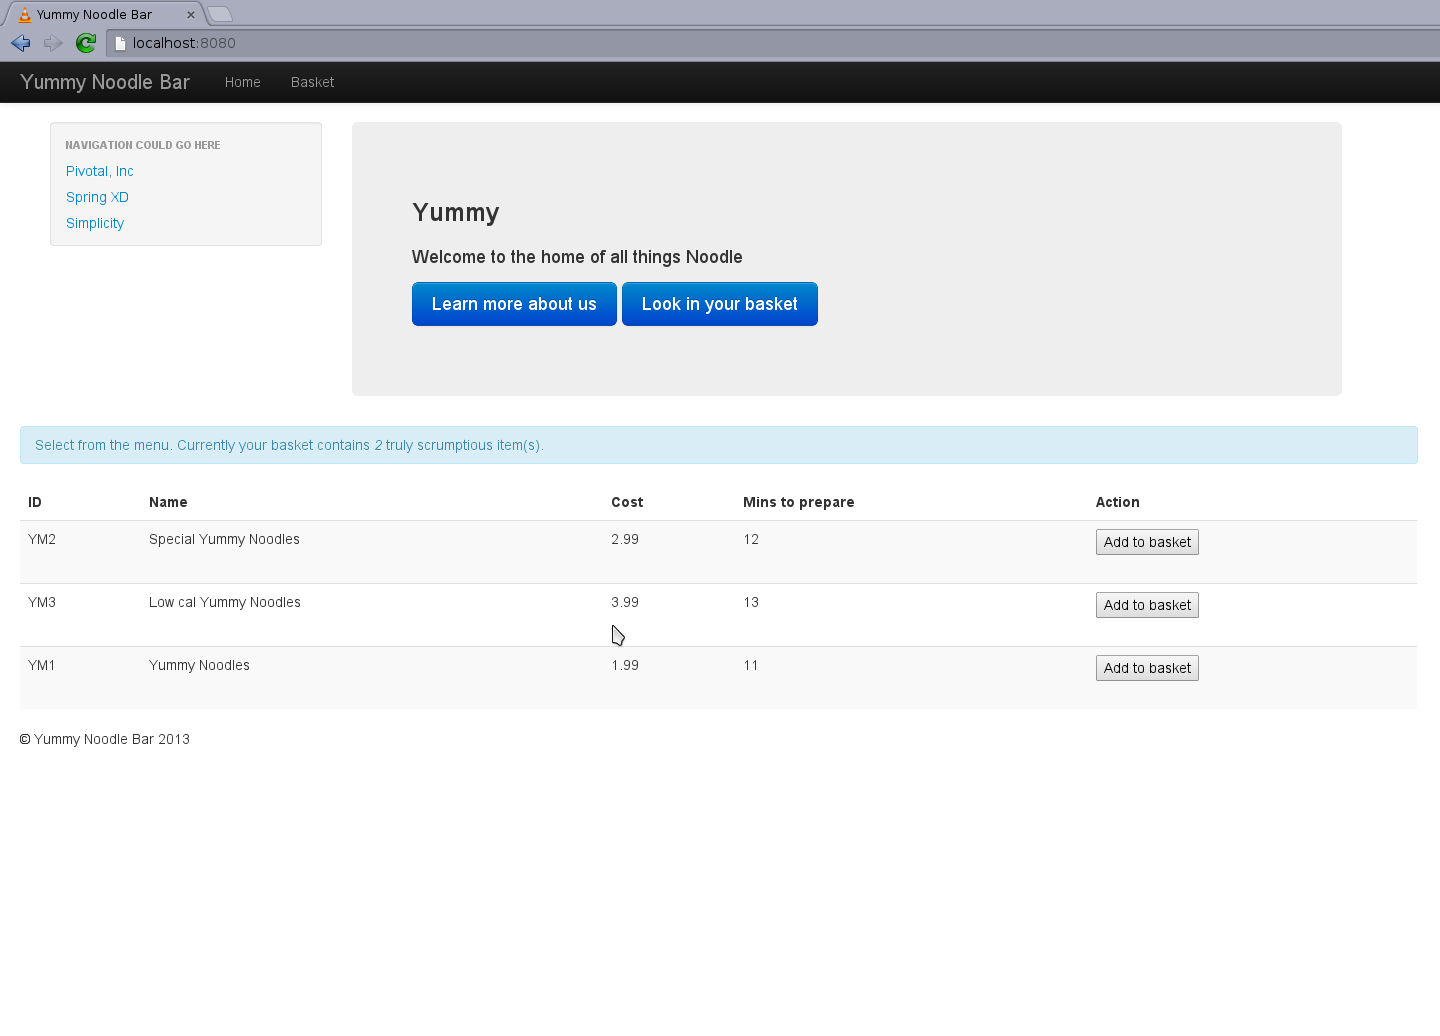 Yummy Noodle Bar
localhost:8080
Yummy Noodle Bar Home Basket
NAVIGATION COULD GO HERE
Pivotal, Inc
Spring XD
Simplicity
Yummy
Welcome to the home of all things Noodle
Learn more about us Look in your basket
Select from the menu. Currently your basket contains 2 truly scrumptious item(s).
ID Name Cost Mins to prepare Action
YM2 Special Yummy Noodles 2.99 12 Add to basket
YM3 Low cal Yummy Noodles 3.99 13 Add to basket
YM1 Yummy Noodles 1.99 11 Add to basket
© Yummy Noodle Bar 2013